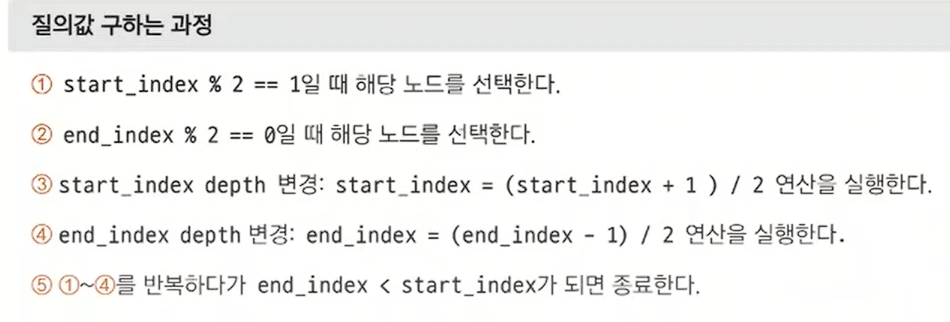 질의값 구하는 과정
① start_index % 2 == 1일 때 해당 노드를 선택한다.
② end_index % 2 == 0일 때 해당 노드를 선택한다.
③ start_index depth 변경: start_index = (start_index + 1 ) / 2 연산을 실행한다.
④ end_index depth 변경: end_index = (end_index - 1) / 2 연산을 실행한다.
⑤ ①~④를 반복하다가 end_index < start_index가 되면 종료한다.